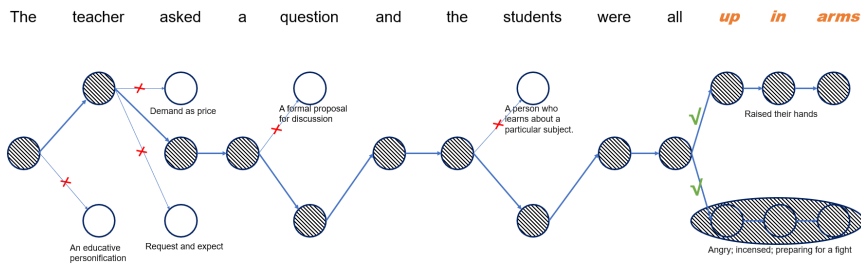 The teacher asked a question and the students were all up in arms
Demand as price
A formal proposal
for discussion
A person who
learns about a
particular subject.
Raised their hands
An educative
personification
Request and expect
Angry; incensed; preparing for a fight